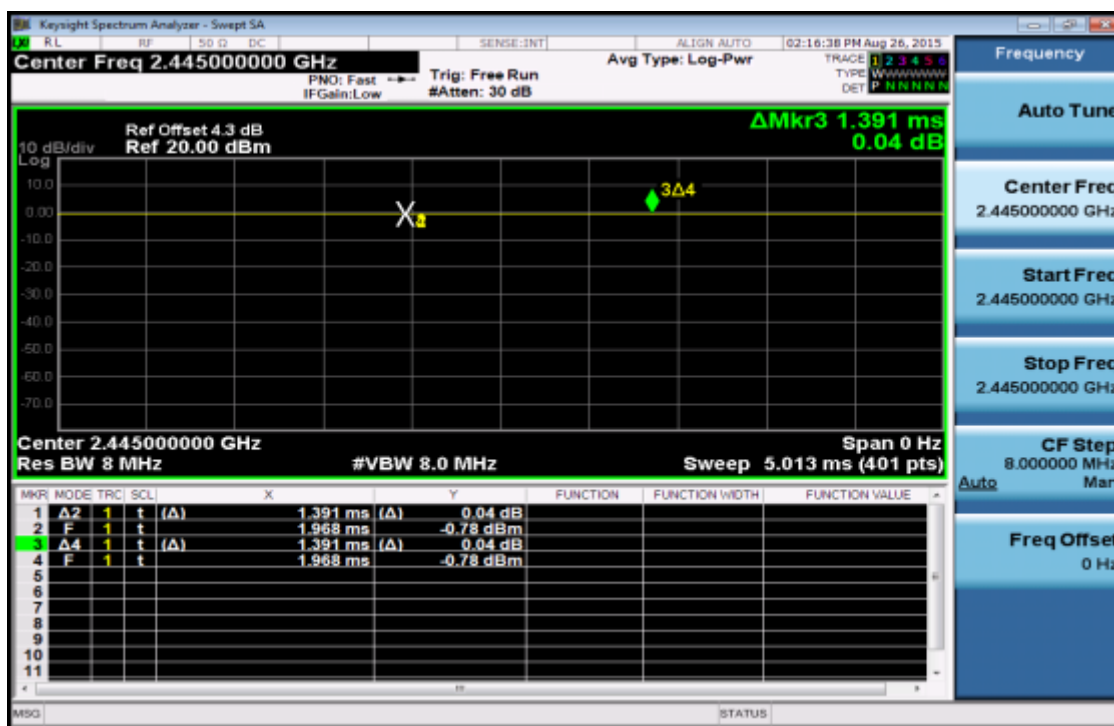 Keysight Spectrum Analyzer - Swept SA
LXI RL RF 50 Ω DC SENSE:INT ALIGN AUTO 02:16:38 PM Aug 26, 2015
Center Freq 2.445000000 GHz
PNO: Fast
IFGain:Low
Trig: Free Run
#Atten: 30 dB
Avg Type: Log-Pwr
TRACE 1 2 3 4 5 6
TYPE WWWWWWW
DET P N N N N N
Ref Offset 4.3 dB
10 dB/div Ref 20.00 dBm
Log
ΔMkr3 1.391 ms
0.04 dB
10.0
0.00
-10.0
-20.0
-30.0
-40.0
-50.0
-60.0
-70.0
3Δ4
Center 2.445000000 GHz Span 0 Hz
Res BW 8 MHz #VBW 8.0 MHz Sweep 5.013 ms (401 pts)
MKR MODE TRC SCL X Y FUNCTION FUNCTION WIDTH FUNCTION VALUE
1 Δ2 1 t (Δ) 1.391 ms (Δ) 0.04 dB
2 F 1 t 1.968 ms -0.78 dBm
3 Δ4 1 t (Δ) 1.391 ms (Δ) 0.04 dB
4 F 1 t 1.968 ms -0.78 dBm
5
6
7
8
9
10
11
MSG STATUS
Frequency
Auto Tune
Center Freq
2.445000000 GHz
Start Freq
2.445000000 GHz
Stop Freq
2.445000000 GHz
CF Step
8.000000 MHz
Auto Man
Freq Offset
0 Hz